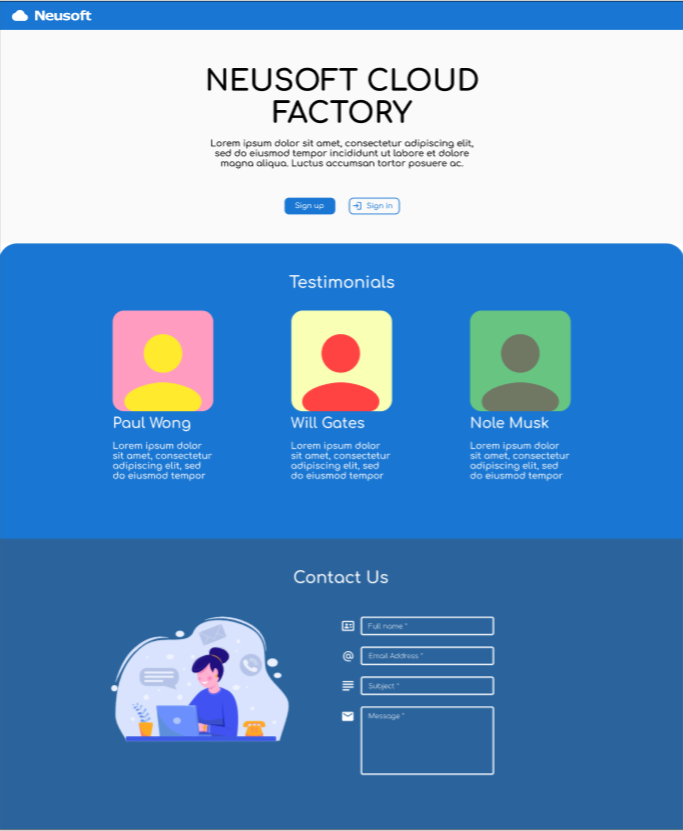 Neusoft
NEUSOFT CLOUD
FACTORY
Lorem ipsum dolor sit amet, consectetur adipiscing elit,
sed do eiusmod tempor incididunt ut labore et dolore
magna aliqua. Luctus accumsan tortor posuere ac.
Sign up
Sign in
Testimonials
Paul Wong
Lorem ipsum dolor
sit amet, consectetur
adipiscing elit, sed
do eiusmod tempor
Will Gates
Lorem ipsum dolor
sit amet, consectetur
adipiscing elit, sed
do eiusmod tempor
Nole Musk
Lorem ipsum dolor
sit amet, consectetur
adipiscing elit, sed
do eiusmod tempor
Contact Us
Full name *
Email Address *
Subject *
Message *